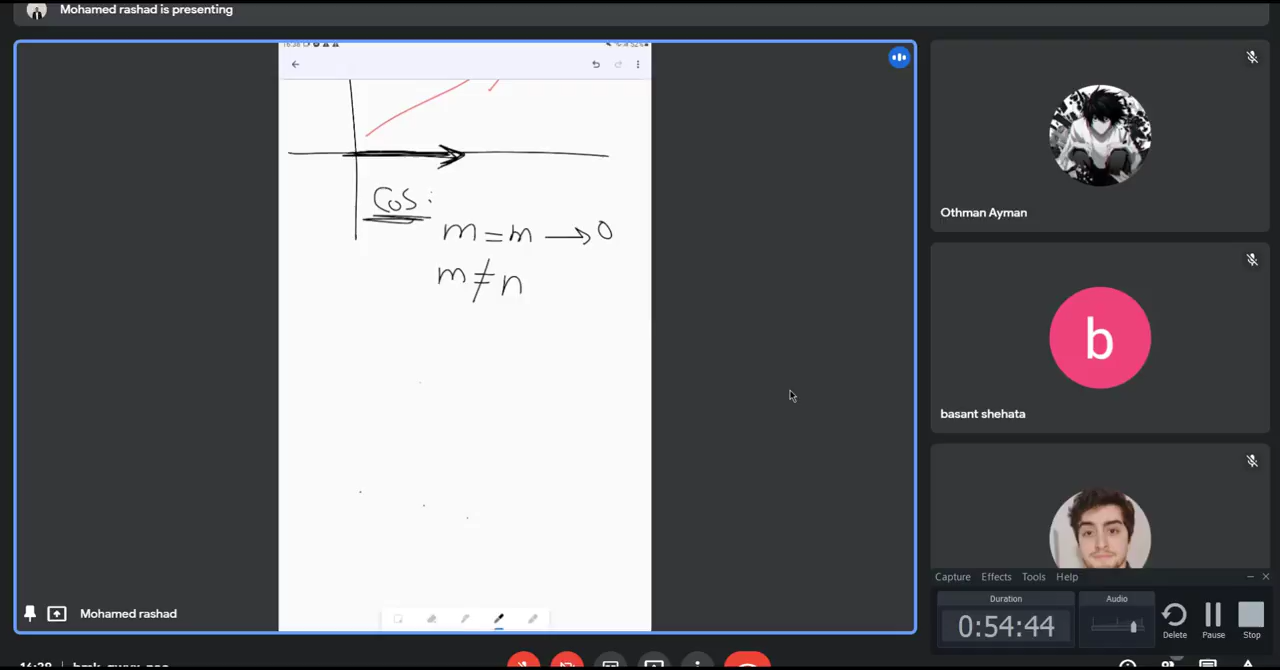 Mohamed rashad is presenting
Cos:
m = m → 0
m ≠ n
Mohamed rashad
Othman Ayman
b
basant shehata
Capture Effects Tools Help
Duration
0:54:44
Audio
Delete
Pause
Stop